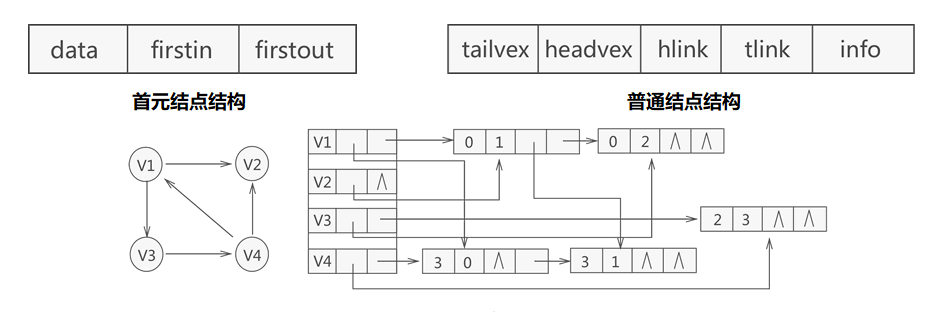 data firstin firstout tailvex headvex hlink tlink info
首元结点结构 普通结点结构
V1 V2 V1 0 1 0 2 ∧ ∧
V2 ∧
V3 2 3 ∧ ∧
V3 V4 V4 3 0 ∧ 3 1 ∧ ∧